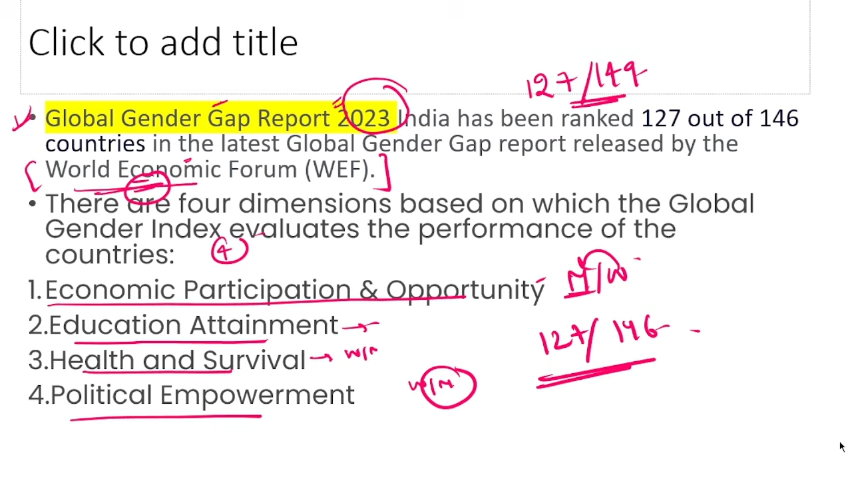 Click to add title
127/149
• Global Gender Gap Report 2023 India has been ranked 127 out of 146
countries in the latest Global Gender Gap report released by the
[World Economic Forum (WEF).]
• There are four dimensions based on which the Global
Gender Index evaluates the performance of the
countries: 4
1.Economic Participation & Opportunity M/W
2.Education Attainment
127/146
3.Health and Survival → W/M
4.Political Empowerment W/M